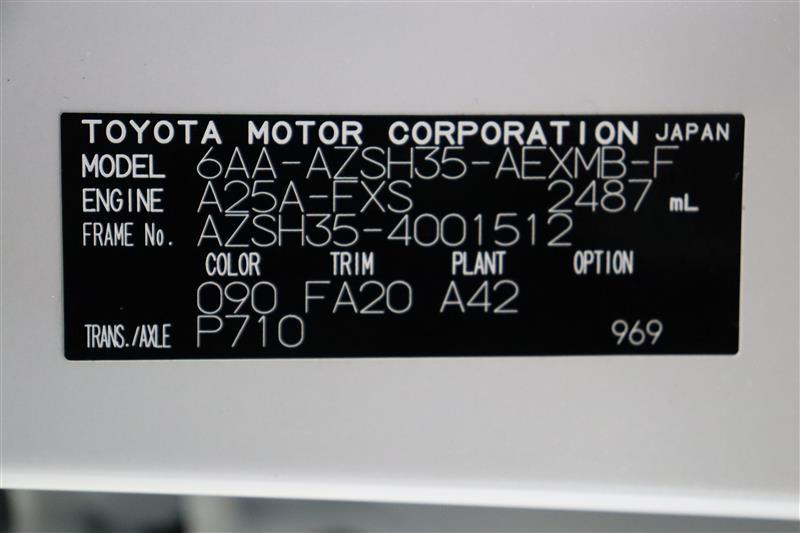 TOYOTA MOTOR CORPORATION JAPAN
MODEL 6AA-AZSH35-AEXMB-F
ENGINE A25A-FXS 2487 mL
FRAME No. AZSH35-4001512
COLOR TRIM PLANT OPTION
090 FA20 A42
TRANS./AXLE P710 969